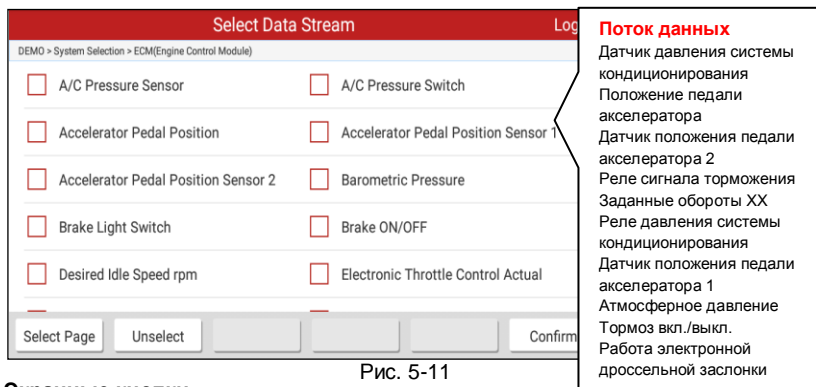 Select Data Stream
Log
DEMO > System Selection > ECM(Engine Control Module)
A/C Pressure Sensor
A/C Pressure Switch
Accelerator Pedal Position
Accelerator Pedal Position Sensor 1
Accelerator Pedal Position Sensor 2
Barometric Pressure
Brake Light Switch
Brake ON/OFF
Desired Idle Speed rpm
Electronic Throttle Control Actual
Select Page
Unselect
Confirm
Поток данных
Датчик давления системы
кондиционирования
Положение педали
акселератора
Датчик положения педали
акселератора 2
Реле сигнала торможения
Заданные обороты ХХ
Реле давления системы
кондиционирования
Датчик положения педали
акселератора 1
Атмосферное давление
Тормоз вкл./выкл.
Работа электронной
дроссельной заслонки
Рис. 5-11